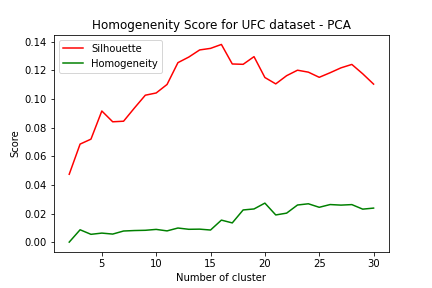 Homogenenity Score for UFC dataset - PCA
Silhouette
Homogeneity
Score
0.14
0.12
0.10
0.08
0.06
0.04
0.02
0.00
5 10 15 20 25 30
Number of cluster